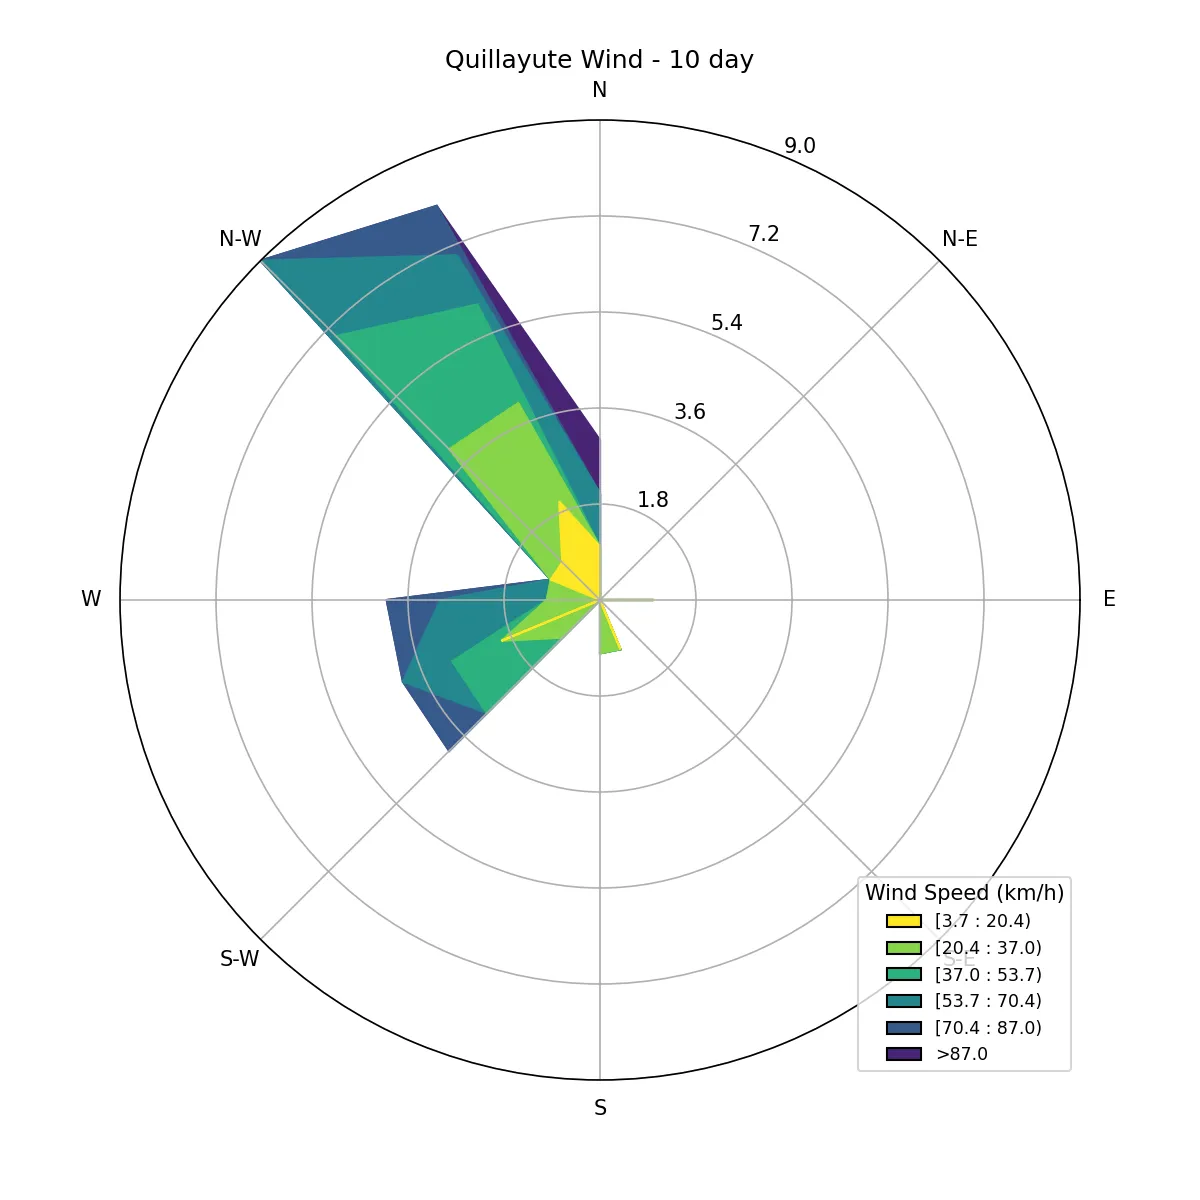 Quillayute Wind - 10 day
N
9.0
N-W
7.2
N-E
5.4
3.6
1.8
W
E
S-W
S-E
S
Wind Speed (km/h)
[3.7 : 20.4)
[20.4 : 37.0)
[37.0 : 53.7)
[53.7 : 70.4)
[70.4 : 87.0)
>87.0